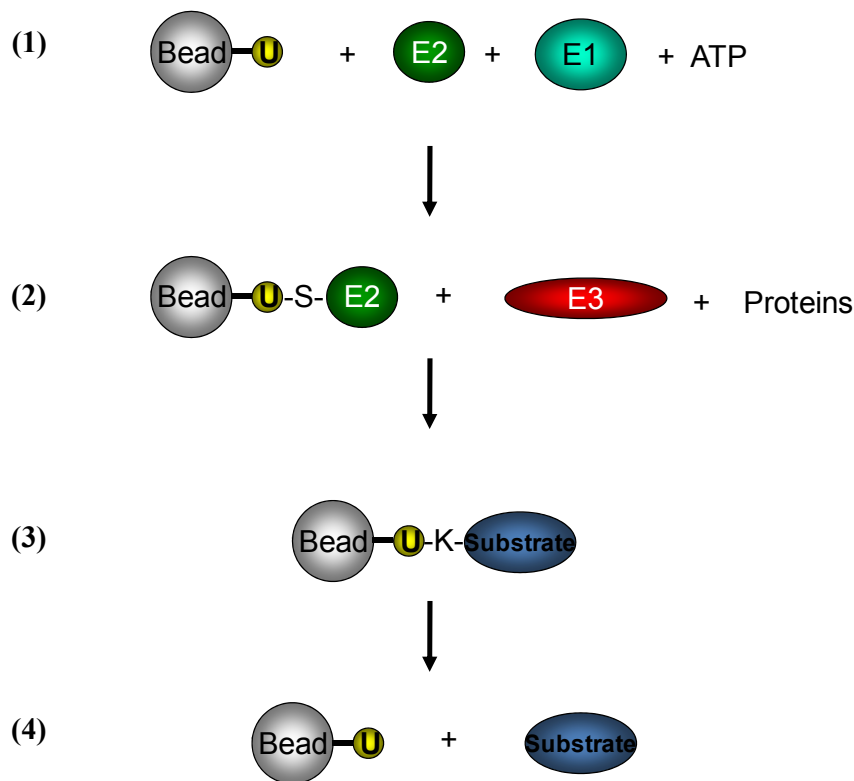 (1) Bead U + E2 + E1 + ATP
(2) Bead U -S- E2 + E3 + Proteins
(3) Bead U -K- Substrate
(4) Bead U + Substrate